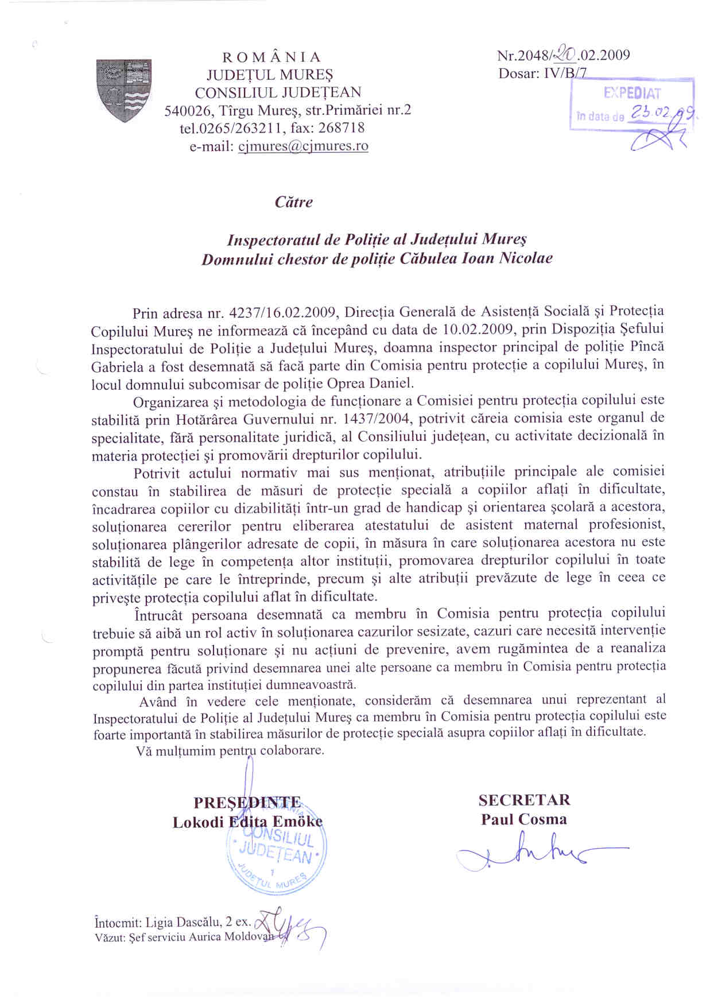 R O M Â N I A
JUDEŢUL MUREŞ
CONSILIUL JUDEŢEAN
540026, Tîrgu Mureş, str.Primăriei nr.2
tel.0265/263211, fax: 268718
e-mail: cjmures@cjmures.ro
Nr.2048/20.02.2009
Dosar: IV/B/7
EXPEDIAT
în data de 23.02.09.
Către
Inspectoratul de Poliţie al Judeţului Mureş
Domnului chestor de poliţie Căbulea Ioan Nicolae
Prin adresa nr. 4237/16.02.2009, Direcţia Generală de Asistenţă Socială şi Protecţia
Copilului Mureş ne informează că începând cu data de 10.02.2009, prin Dispoziţia Şefului
Inspectoratului de Poliţie a Judeţului Mureş, doamna inspector principal de poliţie Pîncă
Gabriela a fost desemnată să facă parte din Comisia pentru protecţie a copilului Mureş, în
locul domnului subcomisar de poliţie Oprea Daniel.
Organizarea şi metodologia de funcţionare a Comisiei pentru protecţia copilului este
stabilită prin Hotărârea Guvernului nr. 1437/2004, potrivit căreia comisia este organul de
specialitate, fără personalitate juridică, al Consiliului judeţean, cu activitate decizională în
materia protecţiei şi promovării drepturilor copilului.
Potrivit actului normativ mai sus menţionat, atribuţiile principale ale comisiei
constau în stabilirea de măsuri de protecţie specială a copiilor aflaţi în dificultate,
încadrarea copiilor cu dizabilităţi într-un grad de handicap şi orientarea şcolară a acestora,
soluţionarea cererilor pentru eliberarea atestatului de asistent maternal profesionist,
soluţionarea plângerilor adresate de copii, în măsura în care soluţionarea acestora nu este
stabilită de lege în competenţa altor instituţii, promovarea drepturilor copilului în toate
activităţile pe care le întreprinde, precum şi alte atribuţii prevăzute de lege în ceea ce
priveşte protecţia copilului aflat în dificultate.
Întrucât persoana desemnată ca membru în Comisia pentru protecţia copilului
trebuie să aibă un rol activ în soluţionarea cazurilor sesizate, cazuri care necesită intervenţie
promptă pentru soluţionare şi nu acţiuni de prevenire, avem rugămintea de a reanaliza
propunerea făcută privind desemnarea unei alte persoane ca membru în Comisia pentru protecţia
copilului din partea instituţiei dumneavoastră.
Având în vedere cele menţionate, considerăm că desemnarea unui reprezentant al
Inspectoratului de Poliţie al Judeţului Mureş ca membru în Comisia pentru protecţia copilului este
foarte importantă în stabilirea măsurilor de protecţie specială asupra copiilor aflaţi în dificultate.
Vă mulţumim pentru colaborare.
PREŞEDINTE
Lokodi Edita Emöke
SECRETAR
Paul Cosma
ROMÂNIA
CONSILIUL
JUDEŢEAN
1
JUDEŢUL MUREŞ
Întocmit: Ligia Dascălu, 2 ex.
Văzut: Şef serviciu Aurica Moldovan